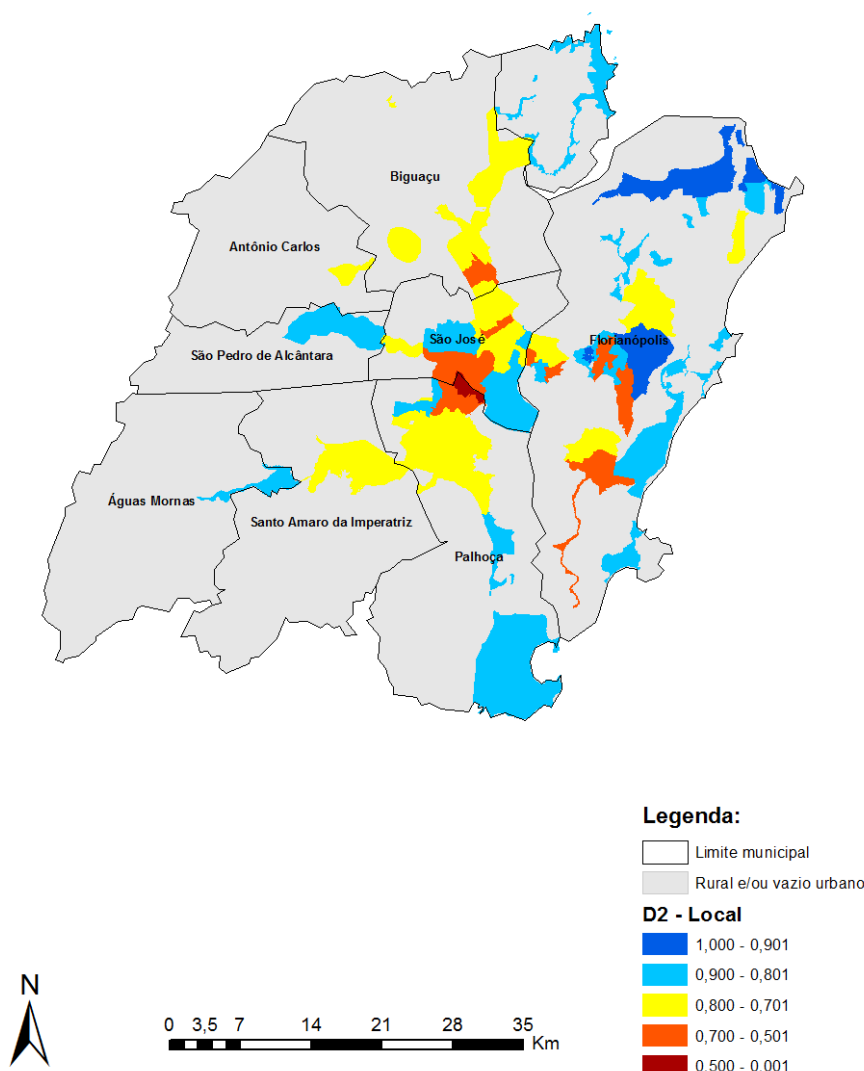 Biguaçu
Antônio Carlos
São José
Florianópolis
São Pedro de Alcântara
Águas Mornas
Santo Amaro da Imperatriz
Palhoça
Legenda:
Limite municipal
Rural e/ou vazio urbano
D2 - Local
1,000 - 0,901
0,900 - 0,801
0,800 - 0,701
0,700 - 0,501
0,500 - 0,001
N
0 3,5 7 14 21 28 35
Km